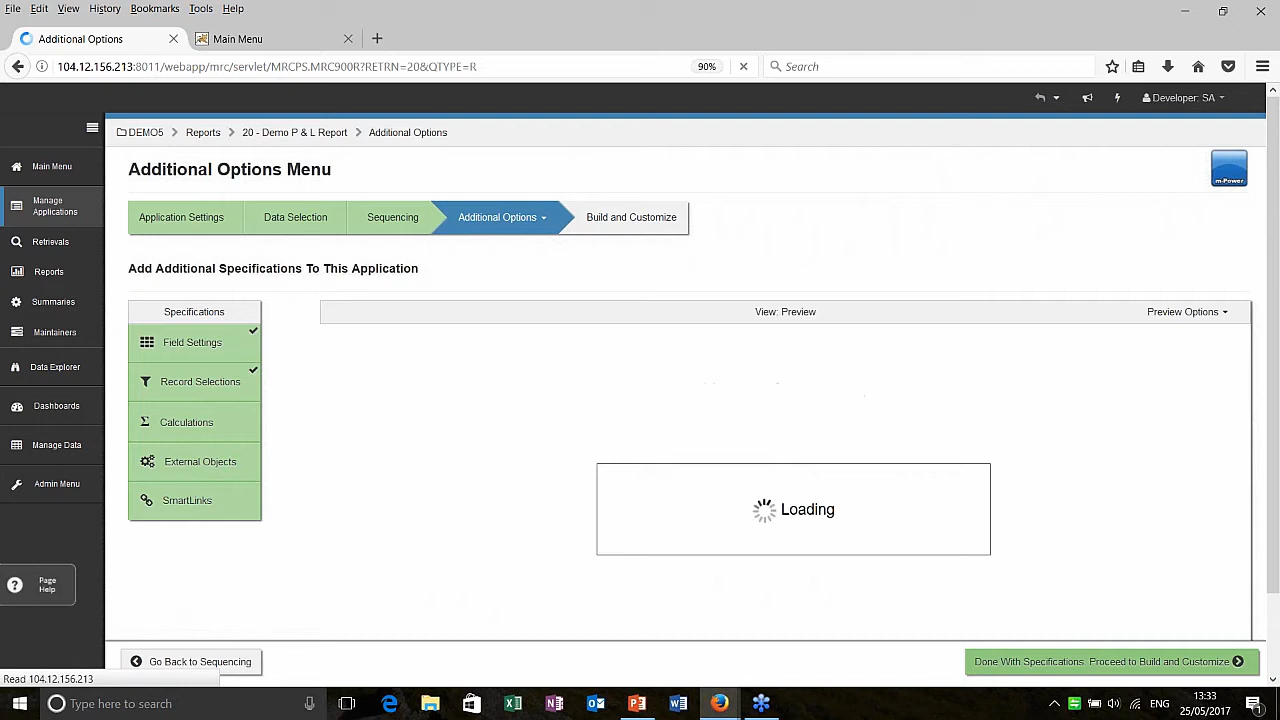 File Edit View History Bookmarks Tools Help
Additional Options
Main Menu
104.12.156.213:8011/webapp/mrc/servlet/MRCPS.MRC900R?RETRN=20&QTYPE=R
90%
Search
Developer: SA
DEMO5 Reports 20 - Demo P & L Report Additional Options
Additional Options Menu
m-Power
Application Settings Data Selection Sequencing Additional Options Build and Customize
Add Additional Specifications To This Application
Main Menu
Manage
Applications
Retrievals
Reports
Summaries
Maintainers
Data Explorer
Dashboards
Manage Data
Admin Menu
Page
Help
Specifications
Field Settings
Record Selections
Calculations
External Objects
SmartLinks
View: Preview
Preview Options
Loading
Go Back to Sequencing
Done With Specifications. Proceed to Build and Customize
Read 104.12.156.213
Type here to search
ENG
13:33
25/05/2017
1